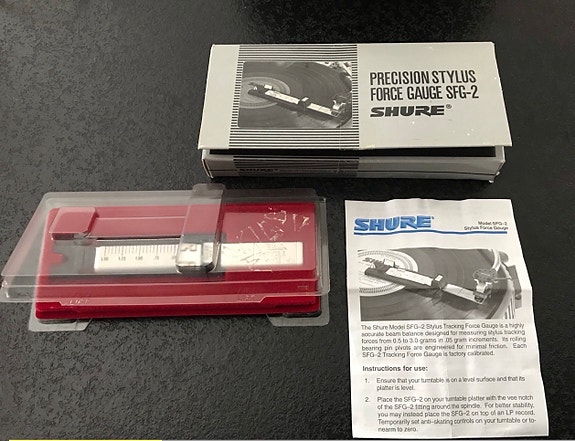 PRECISION STYLUS
FORCE GAUGE SFG-2
SHURE®
SHURE
SHURE®
Model SFG-2
Stylus Force Gauge
The Shure Model SFG-2 Stylus Tracking Force Gauge is a highly
accurate beam balance designed for measuring stylus tracking
forces from 0.5 to 3.0 grams in .05 gram increments. Its rolling
bearing pin pivots are engineered for minimal friction. Each
SFG-2 Tracking Force Gauge is factory calibrated.
Instructions for use:
1. Ensure that your turntable is on a level surface and that its
platter is level.
2. Place the SFG-2 on your turntable platter with the vee notch
of the SFG-2 fitting around the spindle. For better stability,
you may instead place the SFG-2 on top of an LP record.
Temporarily set anti-skating controls on your turntable or to-
nearm to zero.